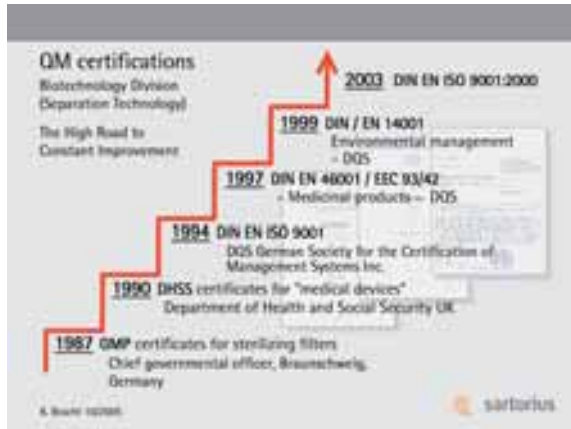 QM certifications
Biotechnology Division
(Separation Technology)
The High Road to
Constant Improvement
2003 DIN EN ISO 9001:2000
1999 DIN / EN 14001
Environmental management
– DQS
1997 DIN EN 46001 / EEC 93/42
– Medicinal products – DQS
1994 DIN EN ISO 9001
DQS German Society for the Certification of
Management Systems Inc.
1990 DHSS certificates for "medical devices"
Department of Health and Social Security UK
1987 GMP certificates for sterilizing filters
Chief governmental officer, Braunschweig,
Germany
sartorius